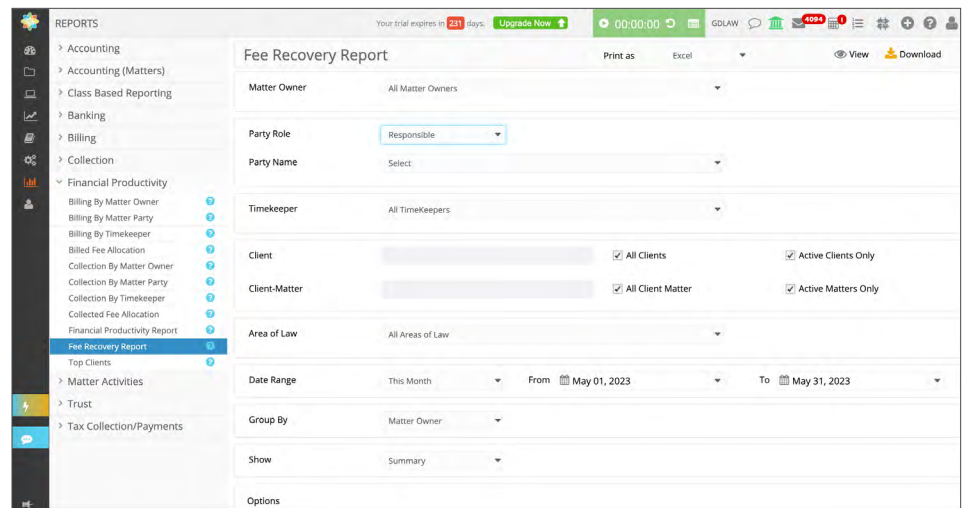 REPORTS
Your trial expires in 231 days. Upgrade Now
00:00:00
GDLAW
4094
Accounting
Accounting (Matters)
Class Based Reporting
Banking
Billing
Collection
Financial Productivity
Billing By Matter Owner
Billing By Matter Party
Billing By Timekeeper
Billed Fee Allocation
Collection By Matter Owner
Collection By Matter Party
Collection By Timekeeper
Collected Fee Allocation
Financial Productivity Report
Fee Recovery Report
Top Clients
Matter Activities
Trust
Tax Collection/Payments
Fee Recovery Report
Print as Excel
View
Download
Matter Owner All Matter Owners
Party Role Responsible
Party Name Select
Timekeeper All TimeKeepers
Client All Clients Active Clients Only
Client-Matter All Client Matter Active Matters Only
Area of Law All Areas of Law
Date Range This Month From May 01, 2023 To May 31, 2023
Group By Matter Owner
Show Summary
Options